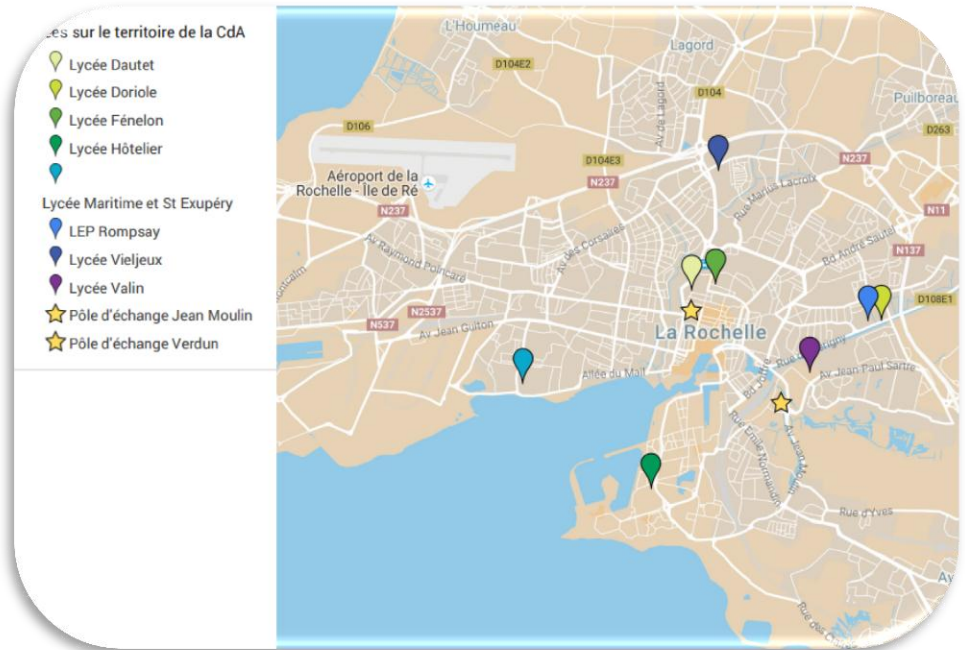 sur le territoire de la CdA
Lycée Dautet
Lycée Doriole
Lycée Fénelon
Lycée Hôtelier
Lycée Maritime et St Exupéry
LEP Rompsay
Lycée Vieljeux
Lycée Valin
Pôle d'échange Jean Moulin
Pôle d'échange Verdun
L'Houmeau
Lagord
D104E2
D104
Puilboreau
Av de Lagord
D106
D263
D104E3
N237
Aéroport de la
Rochelle - Île de Ré
N237
Rue Marius Lacroix
N237
N11
Av des Corsaires
Av Raymond Poincaré
Bd André Sautel
N137
N2537
D108E1
N537
Av Jean Guiton
La Rochelle
Allée du Mail
Bd Joffre
Av Jean Paul Sartre
Rue Emile Normandin
Av. Jean Moulin
Rue d'Yves
Ay